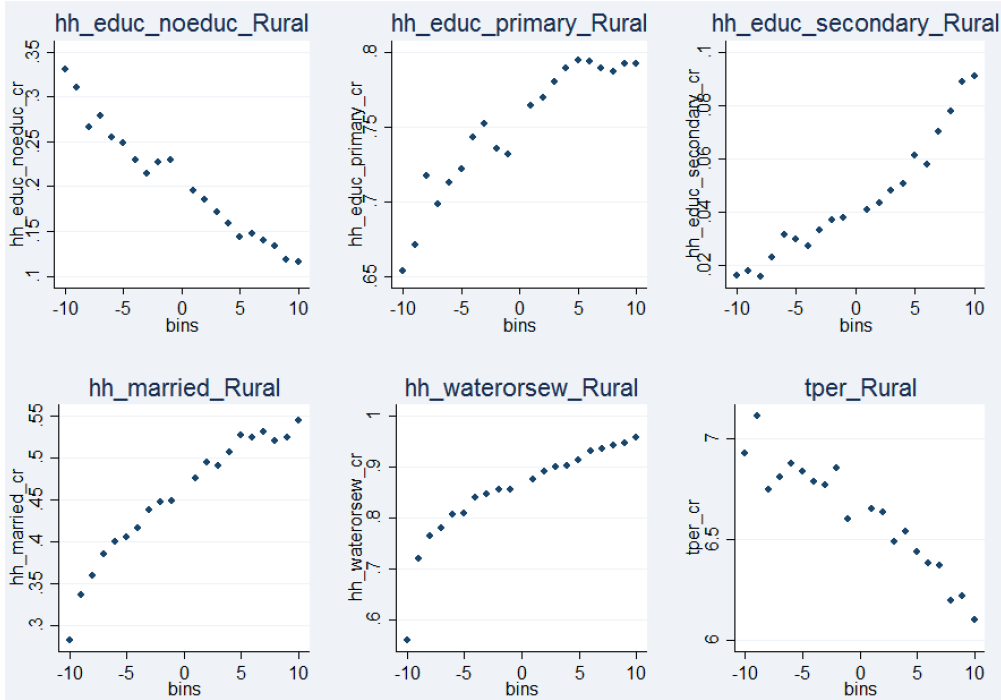 hh_educ_noeduc_Rural
hh_educ_noeduc_cr
.35
.3
.25
.2
.15
.1
-10 -5 0 5 10
bins
hh_educ_primary_Rural
hh_educ_primary_cr
.8
.75
.7
.65
-10 -5 0 5 10
bins
hh_educ_secondary_Rural
hh_educ_secondary_cr
.1
.08
.06
.04
.02
-10 -5 0 5 10
bins
hh_married_Rural
hh_married_cr
.55
.5
.45
.4
.35
.3
-10 -5 0 5 10
bins
hh_waterorsew_Rural
hh_waterorsew_cr
1
.9
.8
.7
.6
-10 -5 0 5 10
bins
tper_Rural
tper_cr
7
6.5
6
-10 -5 0 5 10
bins